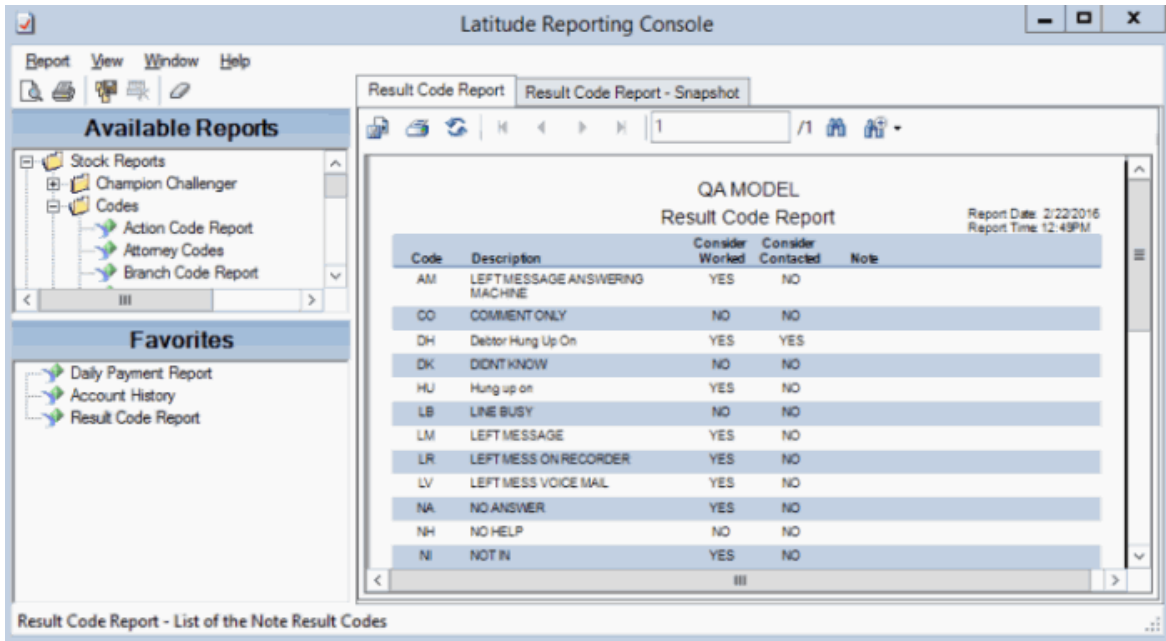 Latitude Reporting Console
Report View Window Help
Available Reports
Stock Reports
Champion Challenger
Codes
Action Code Report
Attorney Codes
Branch Code Report
Favorites
Daily Payment Report
Account History
Result Code Report
Result Code Report Result Code Report - Snapshot
1 /1
QA MODEL
Result Code Report
Report Date: 2/22/2016
Report Time: 12:49PM
Code Description Consider Worked Consider Contacted Note
AM LEFT MESSAGE ANSWERING MACHINE YES NO
CO COMMENT ONLY NO NO
DH Debtor Hung Up On YES YES
DK DIDNT KNOW NO NO
HU Hung up on YES NO
LB LINE BUSY NO NO
LM LEFT MESSAGE YES NO
LR LEFT MESS ON RECORDER YES NO
LV LEFT MESS VOICE MAIL YES NO
NA NO ANSWER YES NO
NH NO HELP NO NO
NI NOT IN YES NO
Result Code Report - List of the Note Result Codes